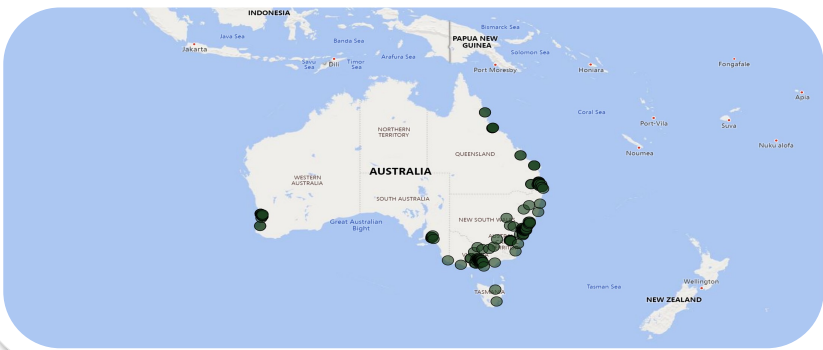 INDONESIA
Java Sea
Jakarta
Banda Sea
Savu
Sea
Dili
Timor
Sea
Arafura Sea
PAPUA NEW
GUINEA
Bismarck Sea
Solomon Sea
Port Moresby
Honiara
Fongafale
Apia
Coral Sea
Port-Vila
Suva
Nuku'alofa
Noumea
NORTHERN
TERRITORY
QUEENSLAND
WESTERN
AUSTRALIA
AUSTRALIA
SOUTH AUSTRALIA
Great Australian
Bight
NEW SOUTH
TASMANIA
Tasman Sea
Wellington
NEW ZEALAND